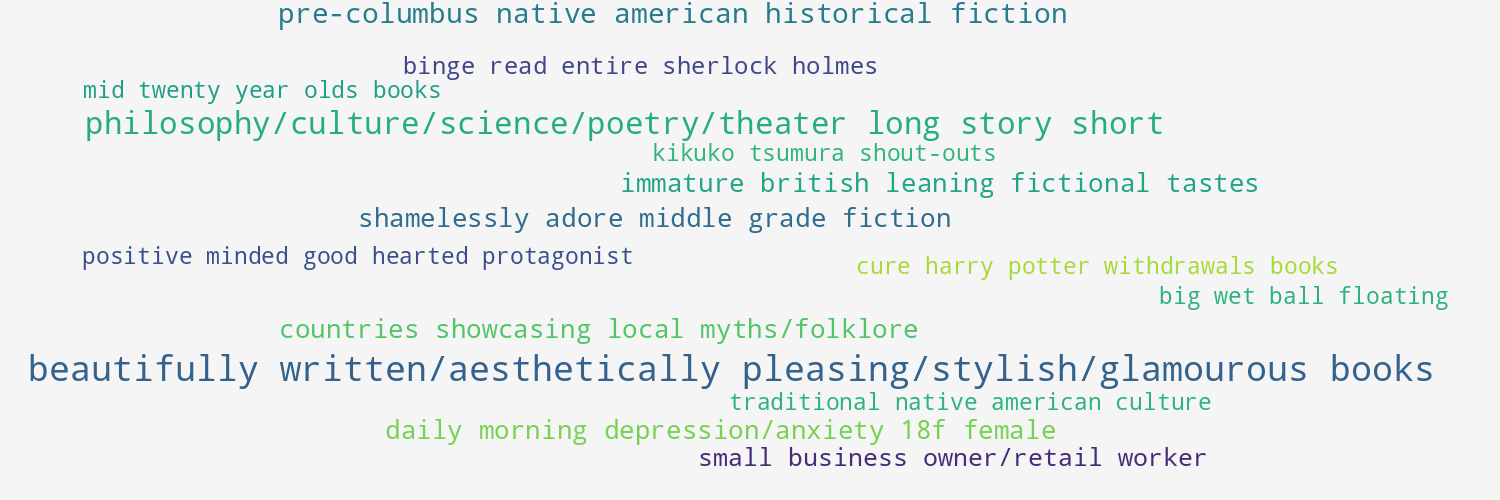 pre-columbus native american historical fiction
binge read entire sherlock holmes
mid twenty year olds books
philosophy/culture/science/poetry/theater long story short
kikuko tsumura shout-outs
immature british leaning fictional tastes
shamelessly adore middle grade fiction
positive minded good hearted protagonist
cure harry potter withdrawals books
big wet ball floating
countries showcasing local myths/folklore
beautifully written/aesthetically pleasing/stylish/glamourous books
traditional native american culture
daily morning depression/anxiety 18f female
small business owner/retail worker